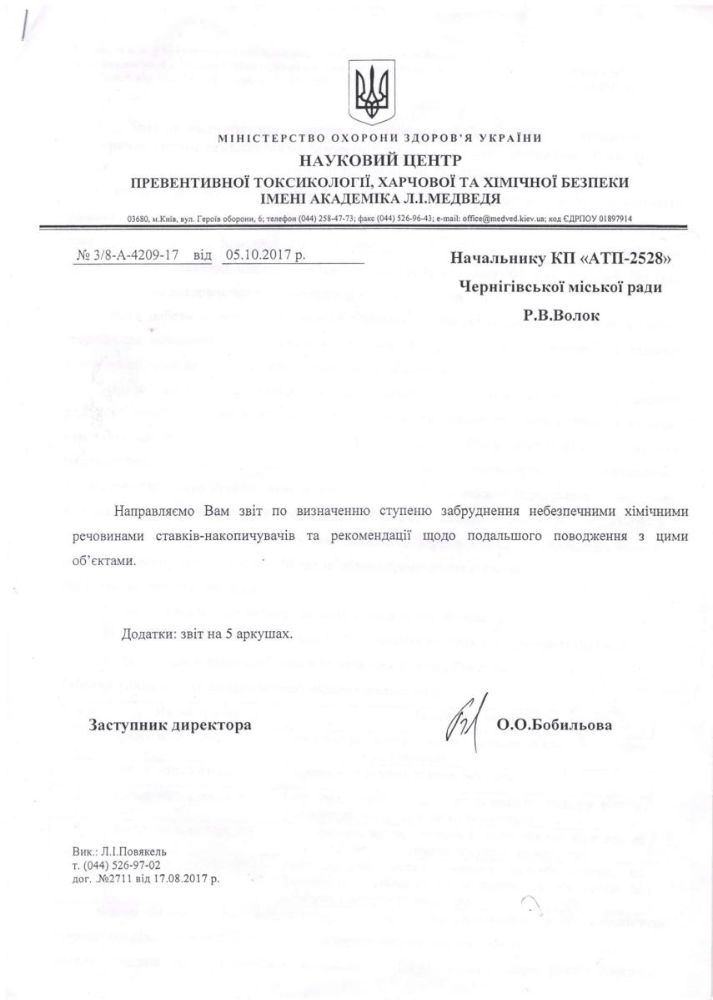 МІНІСТЕРСТВО ОХОРОНИ ЗДОРОВ'Я УКРАЇНИ
НАУКОВИЙ ЦЕНТР
ПРЕВЕНТИВНОЇ ТОКСИКОЛОГІЇ, ХАРЧОВОЇ ТА ХІМІЧНОЇ БЕЗПЕКИ
ІМЕНІ АКАДЕМІКА Л.І.МЕДВЕДЯ
03680, м.Київ, вул. Героїв оборони, 6; телефон (044) 258-47-73; факс (044) 526-96-43; e-mail: office@medved.kiev.ua; код ЄДРПОУ 01897914
№ 3/8-А-4209-17 від 05.10.2017 р.
Начальнику КП «АТП-2528»
Чернігівської міської ради
Р.В.Волок
Направляємо Вам звіт по визначенню ступеню забруднення небезпечними хімічними
речовинами ставків-накопичувачів та рекомендації щодо подальшого поводження з цими
об'єктами.
Додатки: звіт на 5 аркушах.
Заступник директора О.О.Бобильова
Вик.: Л.І.Повякель
т. (044) 526-97-02
дог. .№2711 від 17.08.2017 р.